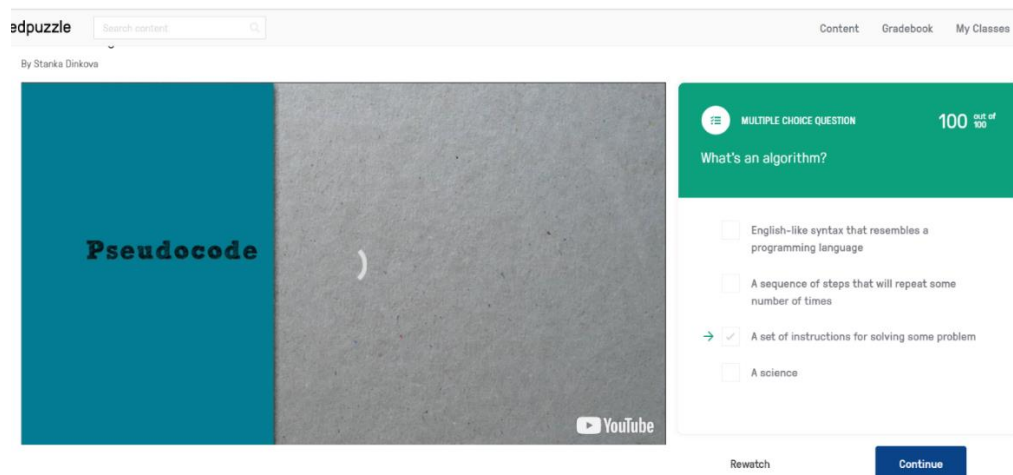 edpuzzle
Search content
Content Gradebook My Classes
By Stanka Dinkova
Pseudocode
YouTube
MULTIPLE CHOICE QUESTION
100 out of 100
What's an algorithm?
English-like syntax that resembles a
programming language
A sequence of steps that will repeat some
number of times
A set of instructions for solving some problem
A science
Rewatch
Continue